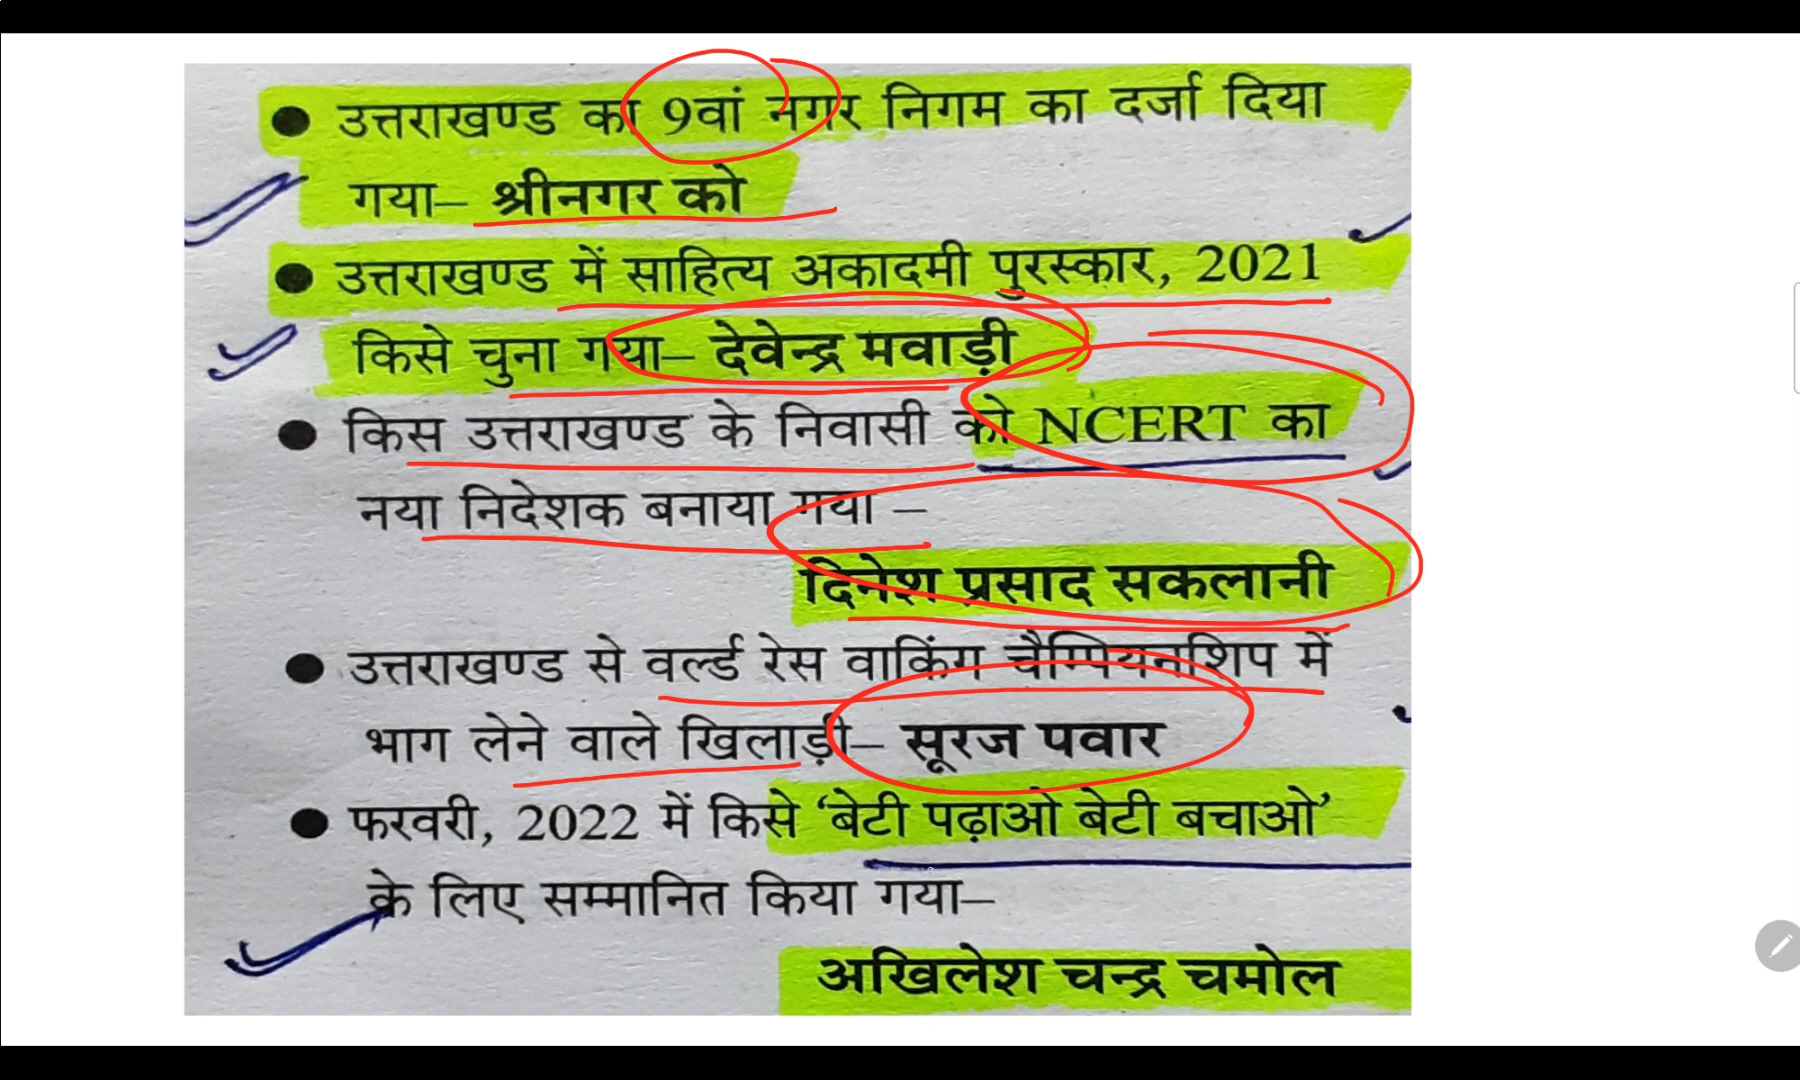 ● उत्तराखण्ड का 9वां नगर निगम का दर्जा दिया
गया– श्रीनगर को
● उत्तराखण्ड में साहित्य अकादमी पुरस्कार, 2021
किसे चुना गया– देवेन्द्र मवाड़ी
● किस उत्तराखण्ड के निवासी को NCERT का
नया निदेशक बनाया गया –
दिनेश प्रसाद सकलानी
● उत्तराखण्ड से वर्ल्ड रेस वाकिंग चैम्पियनशिप में
भाग लेने वाले खिलाड़ी– सूरज पवार
● फरवरी, 2022 में किसे ‘बेटी पढ़ाओ बेटी बचाओ’
के लिए सम्मानित किया गया–
अखिलेश चन्द्र चमोल